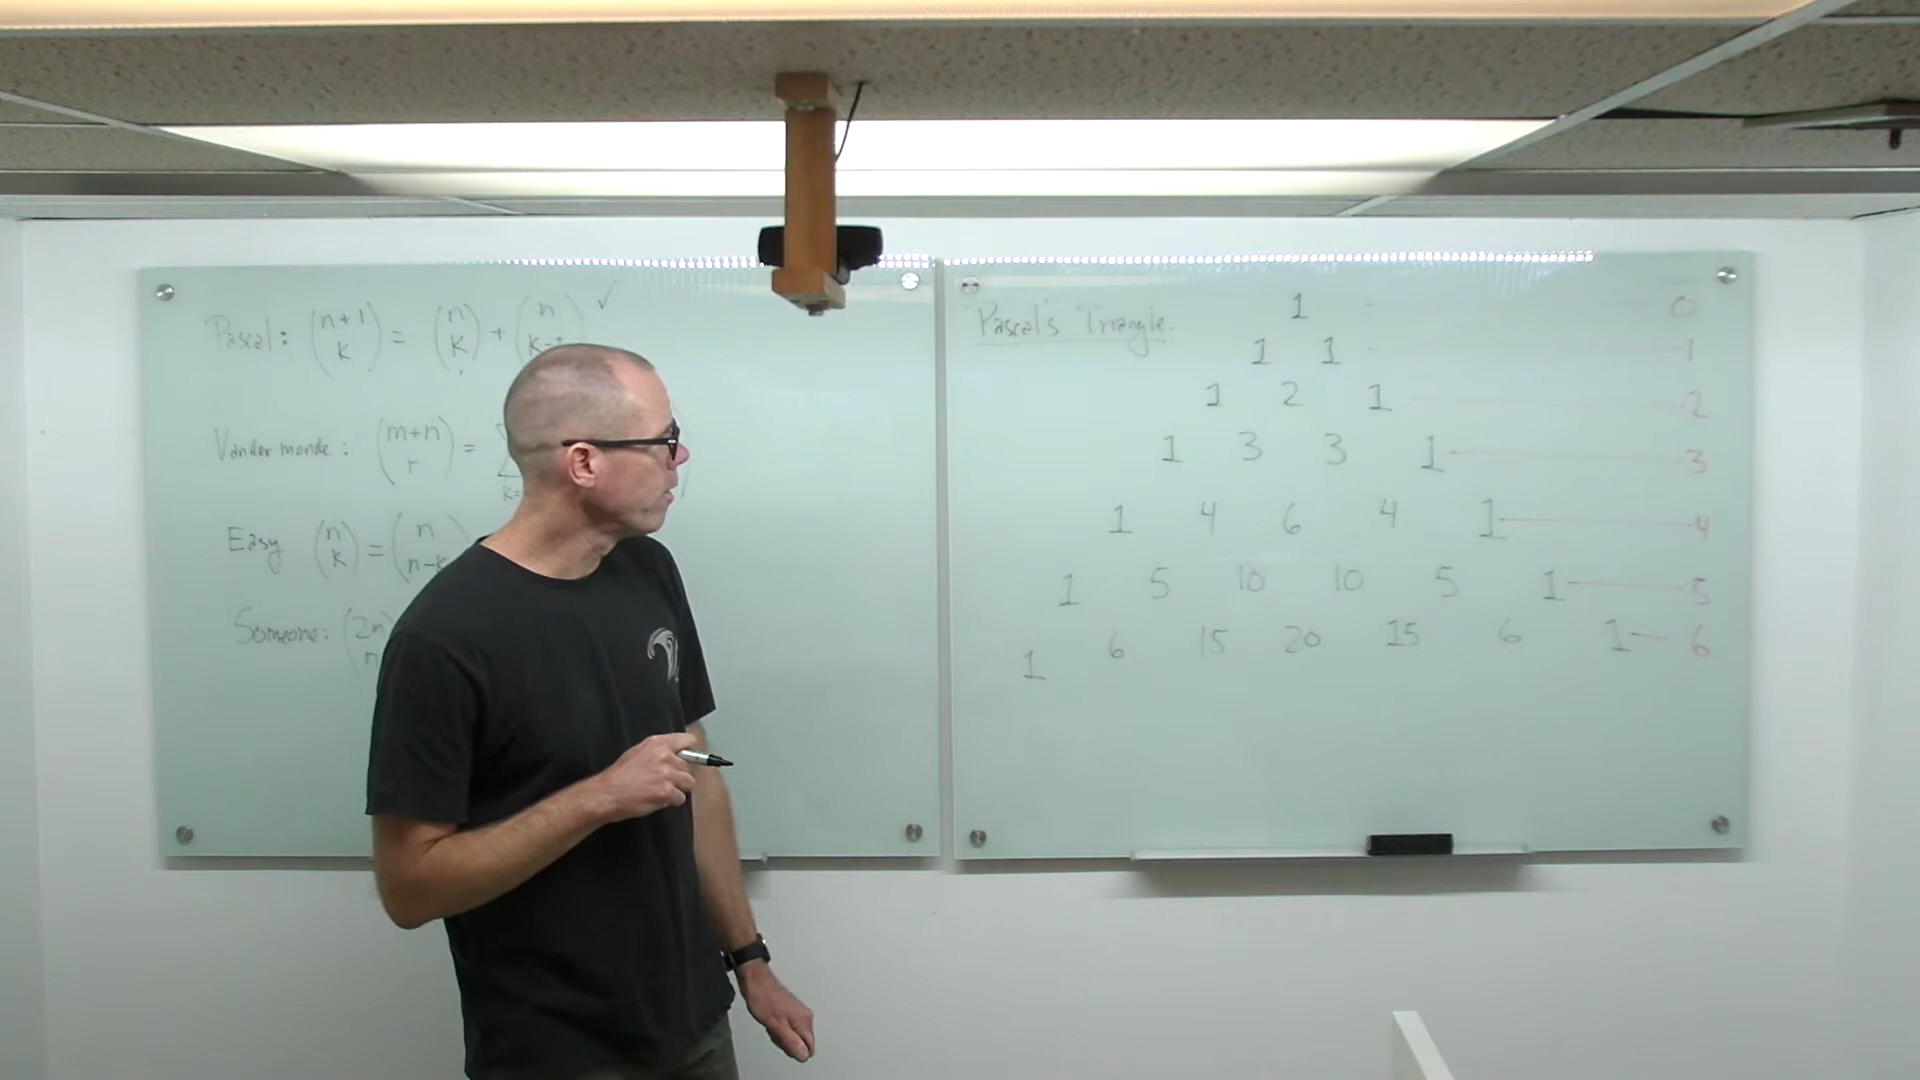 Pascal: (n+1 k) = (n k) + (n k-
Vandermonde: (m+n r) = Σ k=
Easy (n k) = (n n-k)
Someone: (2n n
Pascal's Triangle.
1 - 0
1 1 - 1
1 2 1 — 2
1 3 3 1 — 3
1 4 6 4 1 — 4
1 5 10 10 5 1 — 5
1 6 15 20 15 6 1 — 6